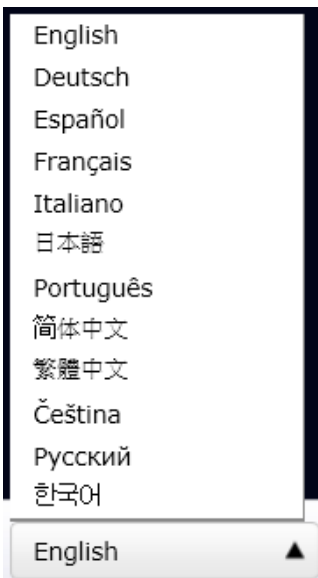 English
Deutsch
Español
Français
Italiano
日本語
Português
简体中文
繁體中文
Čeština
Русский
한국어
English